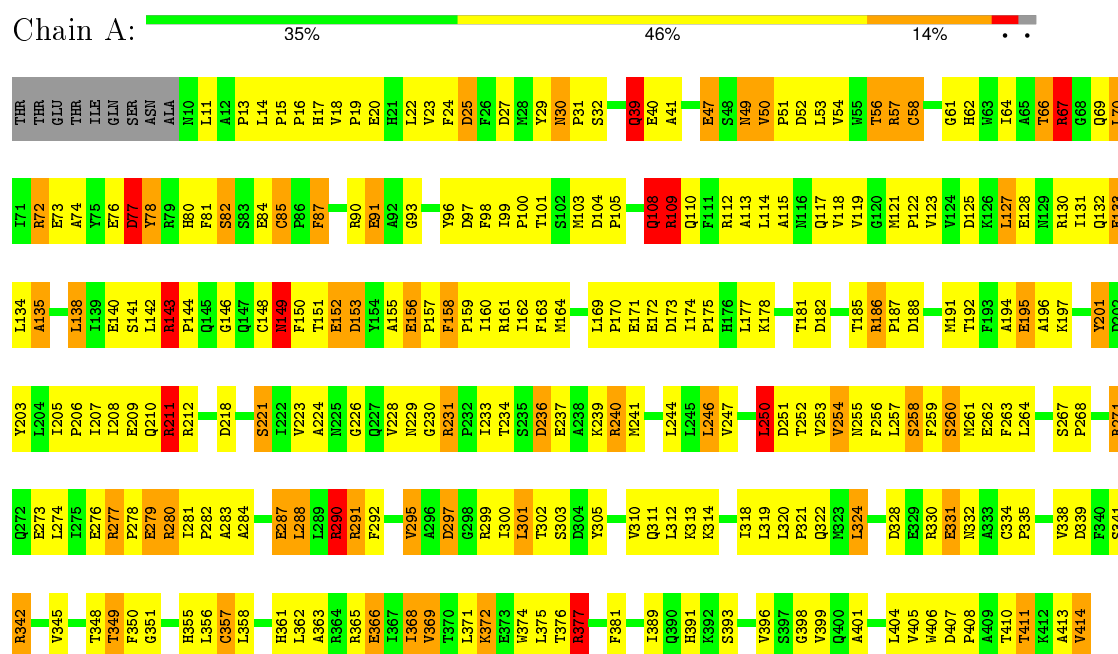 Chain A:
35% 46% 14% • •
THR THR GLU THR ILE GLN SER ASN ALA N10 L11 A12 P13 L14 P15 P16 H17 V18 P19 E20 H21 L22 V23 F24 D25 F26 D27 M28 Y29 N30 P31 S32 Q39 E40 A41 E47 S48 N49 V50 P51 D52 L53 V54 W55 T56 R57 C58 G61 H62 W63 I64 A65 T66 R67 G68 Q69 L70
I71 R72 E73 A74 Y75 E76 D77 Y78 R79 H80 F81 S82 S83 E84 C85 P86 F87 R90 E91 A92 G93 Y96 D97 F98 I99 P100 T101 S102 M103 D104 P105 Q108 R109 Q110 F111 R112 A113 L114 A115 N116 Q117 V118 V119 G120 M121 P122 V123 V124 D125 K126 L127 E128 N129 R130 I131 Q132 E133
L134 A135 L138 I139 E140 S141 L142 R143 P144 Q145 G146 Q147 C148 N149 F150 T151 E152 D153 Y154 A155 E156 P157 F158 P159 I160 R161 I162 F163 M164 L169 P170 E171 E172 D173 I174 P175 H176 L177 K178 T181 D182 T185 R186 P187 D188 M191 T192 F193 A194 E195 A196 K197 Y201 D202
Y203 L204 I205 P206 I207 I208 E209 Q210 R211 R212 D218 S221 I222 V223 A224 N225 G226 Q227 V228 N229 G230 R231 P232 I233 T234 S235 D236 E237 A238 K239 R240 M241 L244 L245 L246 V247 L250 D251 T252 V253 V254 N255 F256 L257 S258 F259 S260 M261 E262 F263 L264 S267 P268 R271
Q272 E273 L274 I275 E276 R277 P278 E279 R280 I281 P282 A283 A284 E287 L288 L289 R290 R291 F292 V295 A296 D297 G298 R299 I300 L301 T302 S303 D304 Y305 V310 Q311 L312 K313 K314 I318 L319 L320 P321 Q322 M323 L324 D328 E329 R330 E331 N332 A333 C334 P335 V338 D339 F340 S341
R342 V345 T348 T349 F350 G351 H355 L356 C357 L358 H361 L362 A363 R364 R365 E366 I367 I368 V369 T370 L371 K372 E373 W374 L375 T376 R377 F381 I389 Q390 H391 K392 S393 V396 S397 G398 V399 Q400 A401 L404 V405 W406 D407 P408 A409 T410 T411 K412 A413 V414